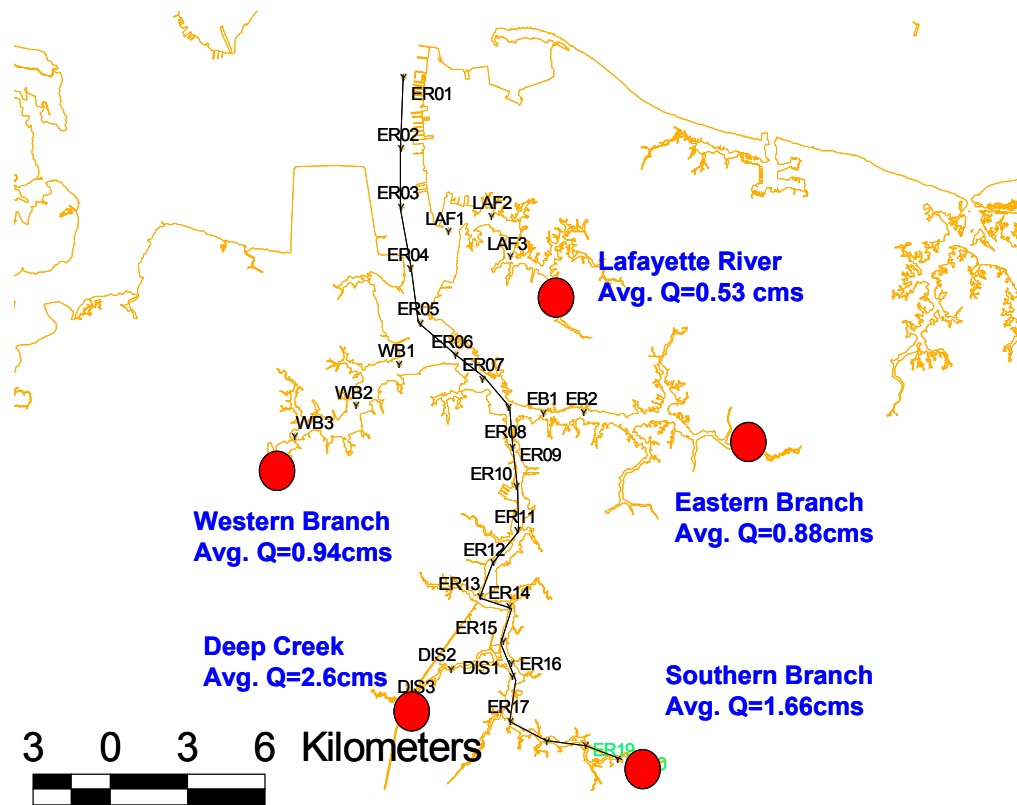 ER01
ER02
ER03
LAF2
LAF1
LAF3
ER04
Lafayette River
Avg. Q=0.53 cms
ER05
ER06
WB1
ER07
WB2
EB1 EB2
WB3
ER08
ER09
ER10
Western Branch
Avg. Q=0.94cms
Eastern Branch
Avg. Q=0.88cms
ER11
ER12
ER13
ER14
ER15
Deep Creek
Avg. Q=2.6cms
DIS2
DIS1
ER16
DIS3
Southern Branch
Avg. Q=1.66cms
ER17
3 0 6 Kilometers
ER19